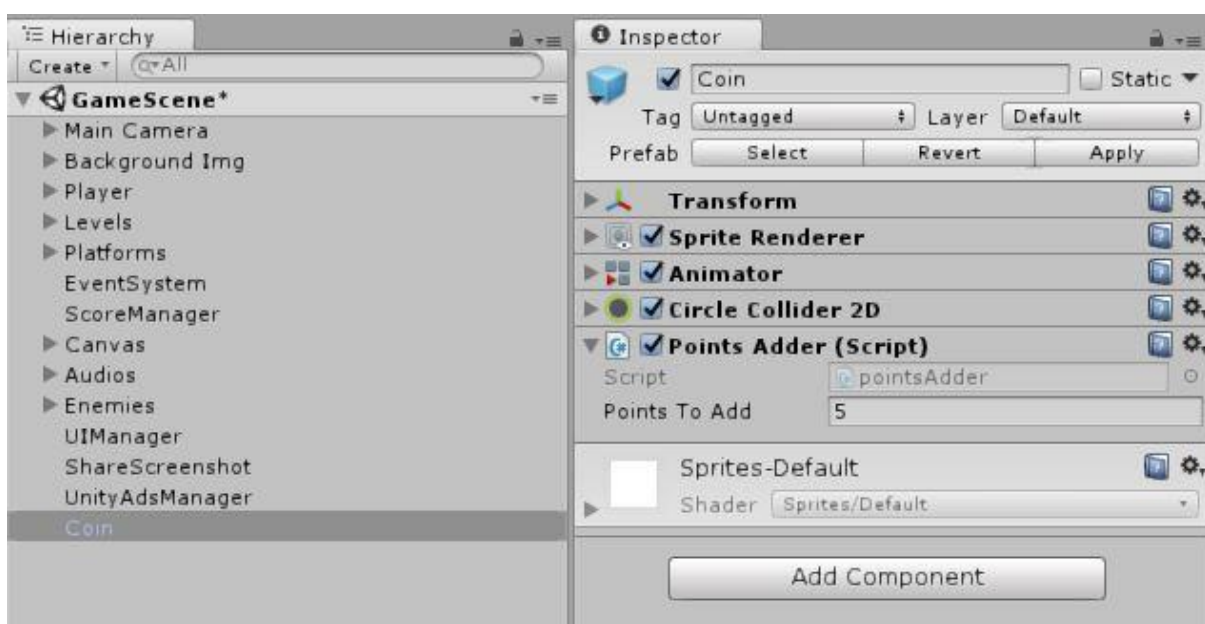 Hierarchy
Create
All
GameScene*
Main Camera
Background Img
Player
Levels
Platforms
EventSystem
ScoreManager
Canvas
Audios
Enemies
UIManager
ShareScreenshot
UnityAdsManager
Coin
Inspector
Coin Static
Tag Untagged Layer Default
Prefab Select Revert Apply
Transform
Sprite Renderer
Animator
Circle Collider 2D
Points Adder (Script)
Script pointsAdder
Points To Add 5
Sprites-Default
Shader Sprites/Default
Add Component